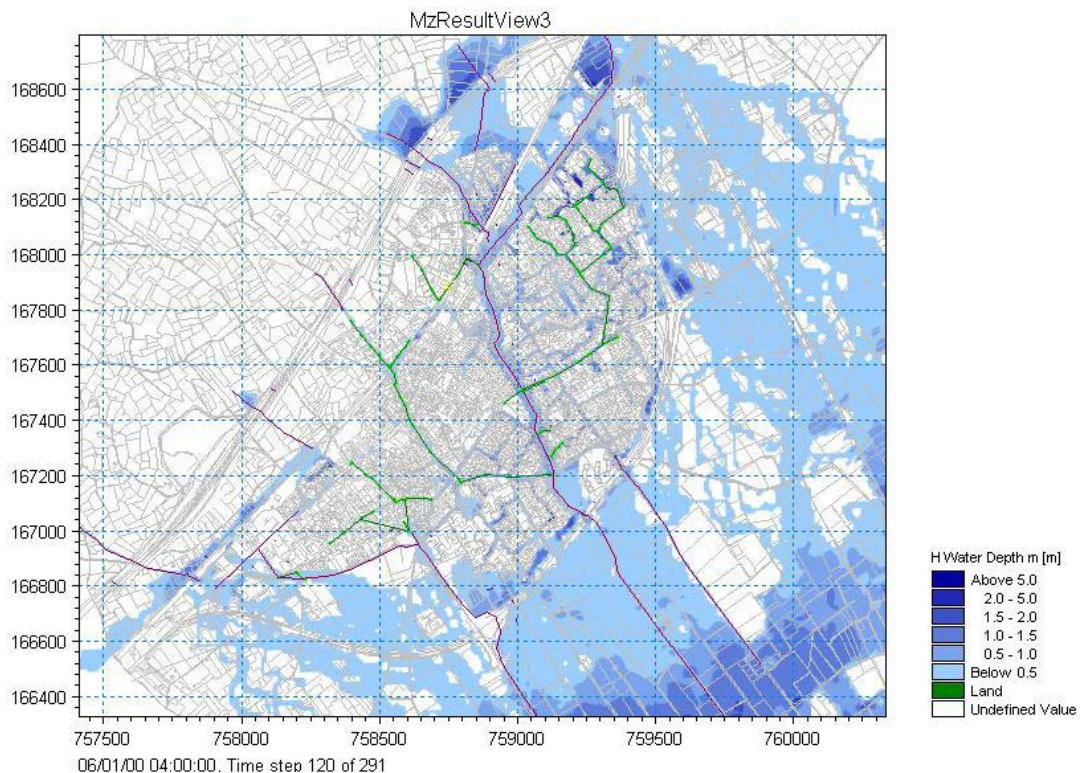 MzResultView3
168600
168400
168200
168000
167800
167600
167400
167200
167000
166800
166600
166400
757500 758000 758500 759000 759500 760000
06/01/00 04:00:00, Time step 120 of 291
H Water Depth m [m]
Above 5.0
2.0 - 5.0
1.5 - 2.0
1.0 - 1.5
0.5 - 1.0
Below 0.5
Land
Undefined Value